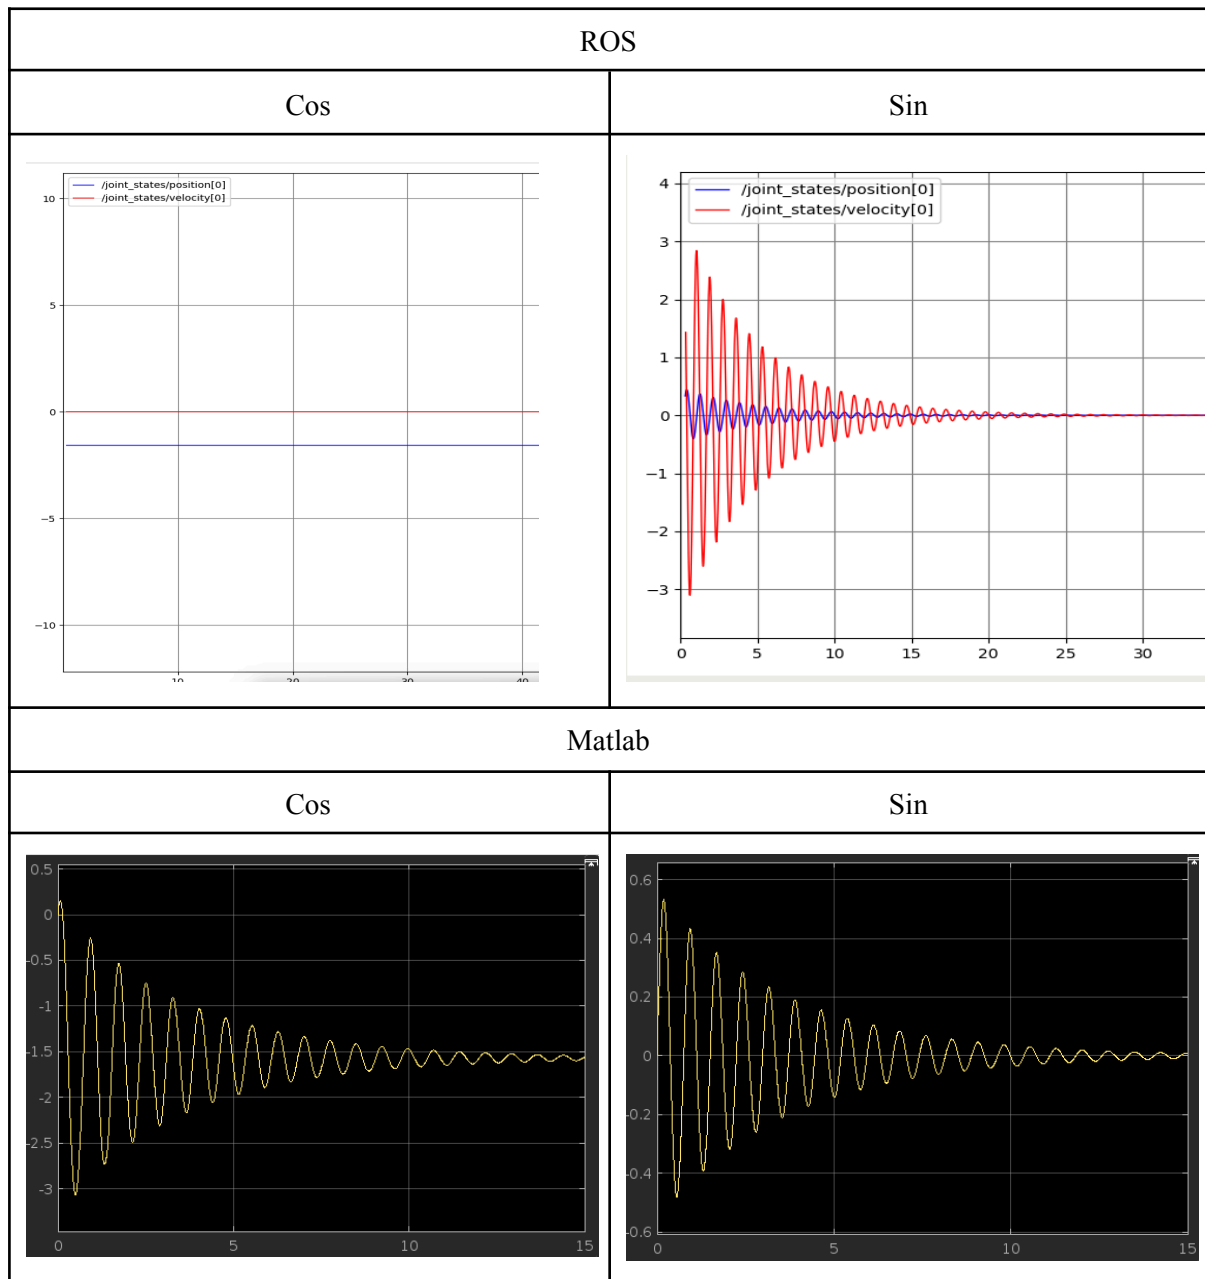 ROS
Cos
Sin
/joint_states/position[0]
/joint_states/velocity[0]
10
5
0
−5
−10
10 20 30 40
/joint_states/position[0]
/joint_states/velocity[0]
4
3
2
1
0
−1
−2
−3
0 5 10 15 20 25 30
Matlab
Cos
Sin
0.5
0
-0.5
-1
-1.5
-2
-2.5
-3
0 5 10 15
0.6
0.4
0.2
0
-0.2
-0.4
-0.6
0 5 10 15